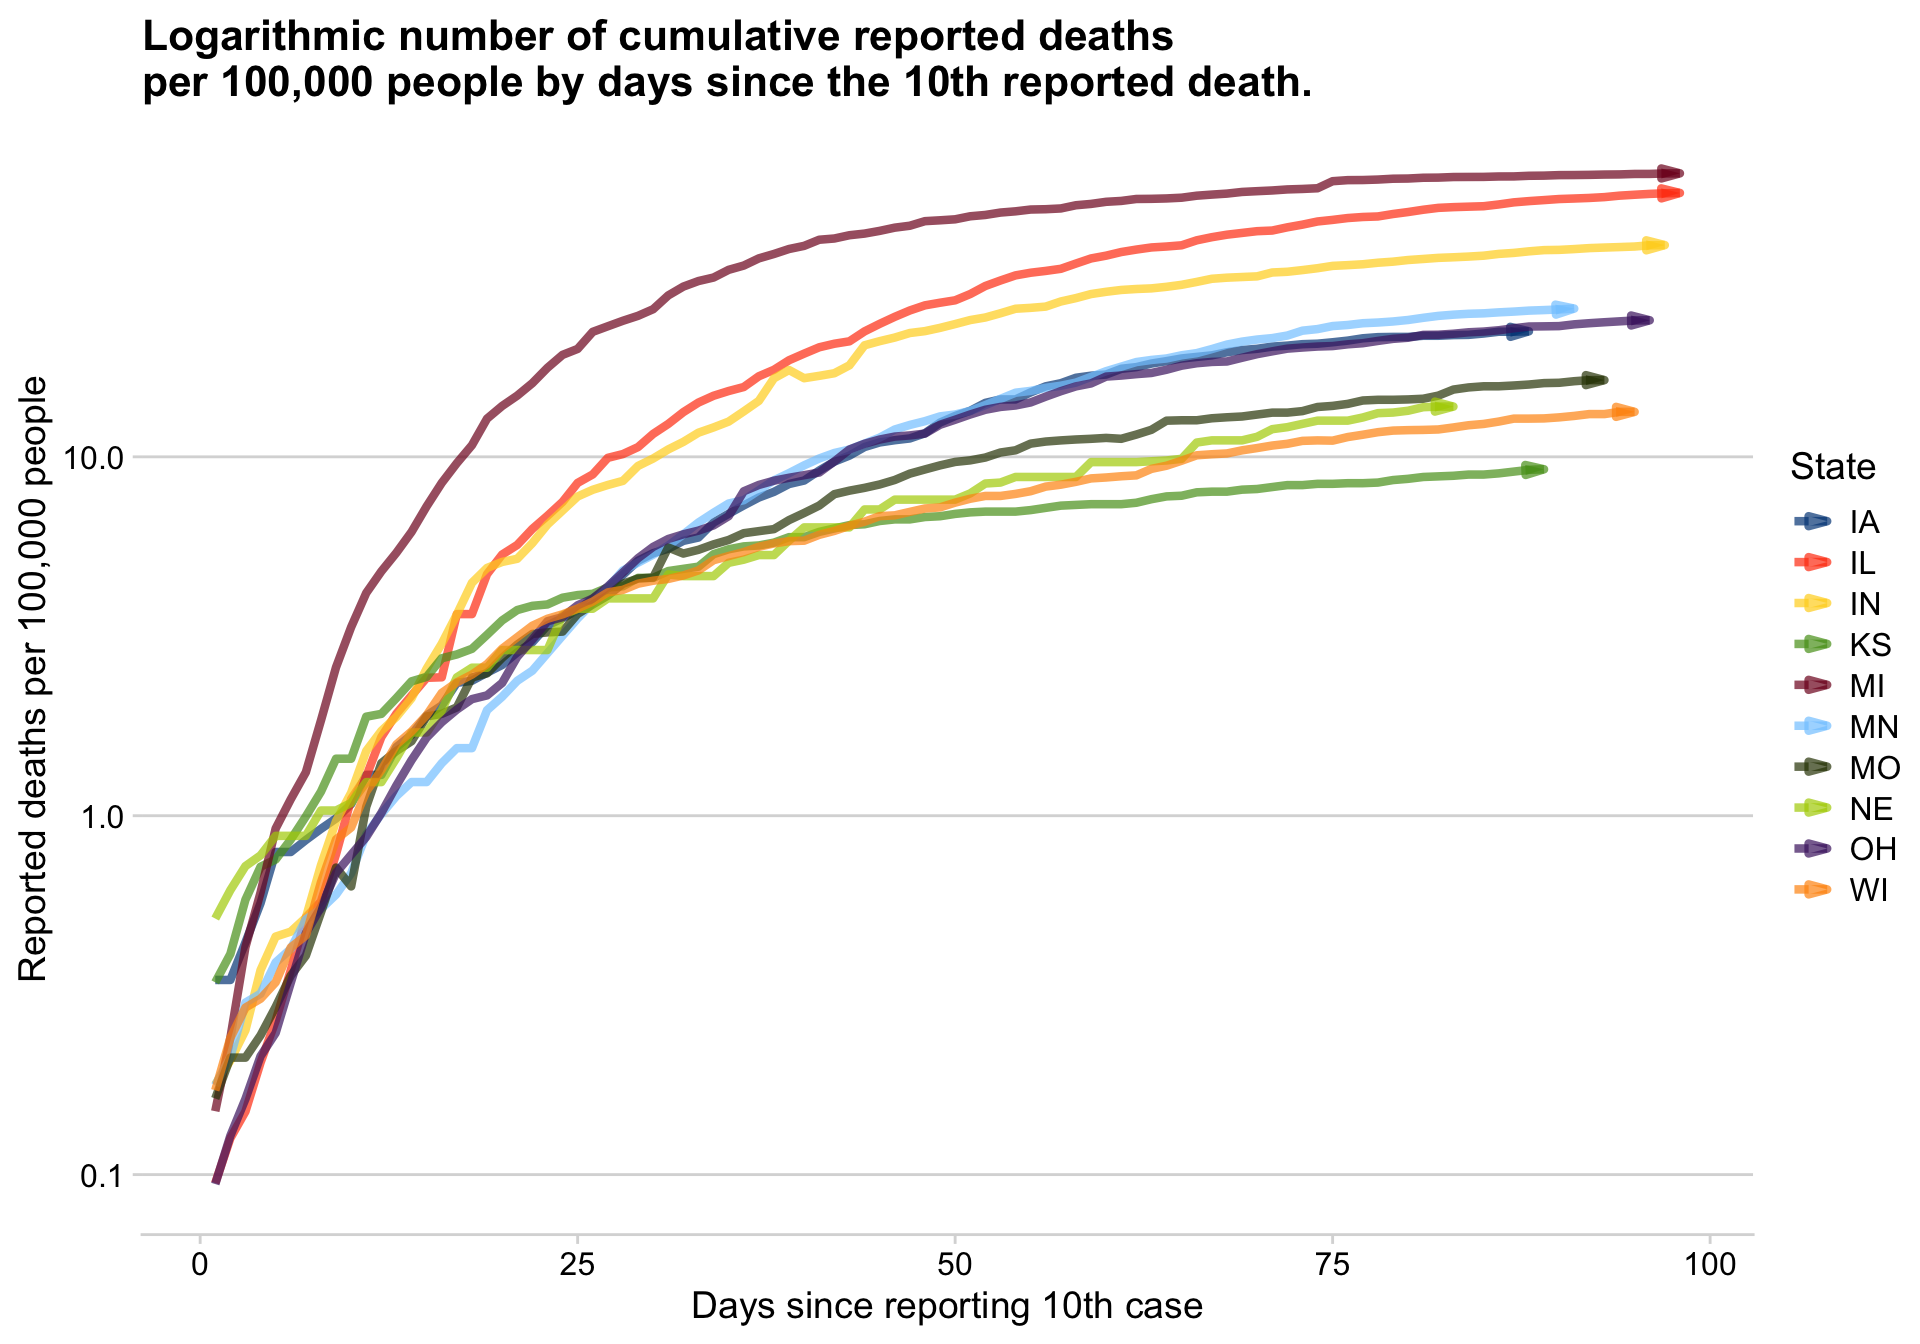 Logarithmic number of cumulative reported deaths
per 100,000 people by days since the 10th reported death.
Reported deaths per 100,000 people
10.0
1.0
0.1
0
25
50
75
100
Days since reporting 10th case
State
IA
IL
IN
KS
MI
MN
MO
NE
OH
WI